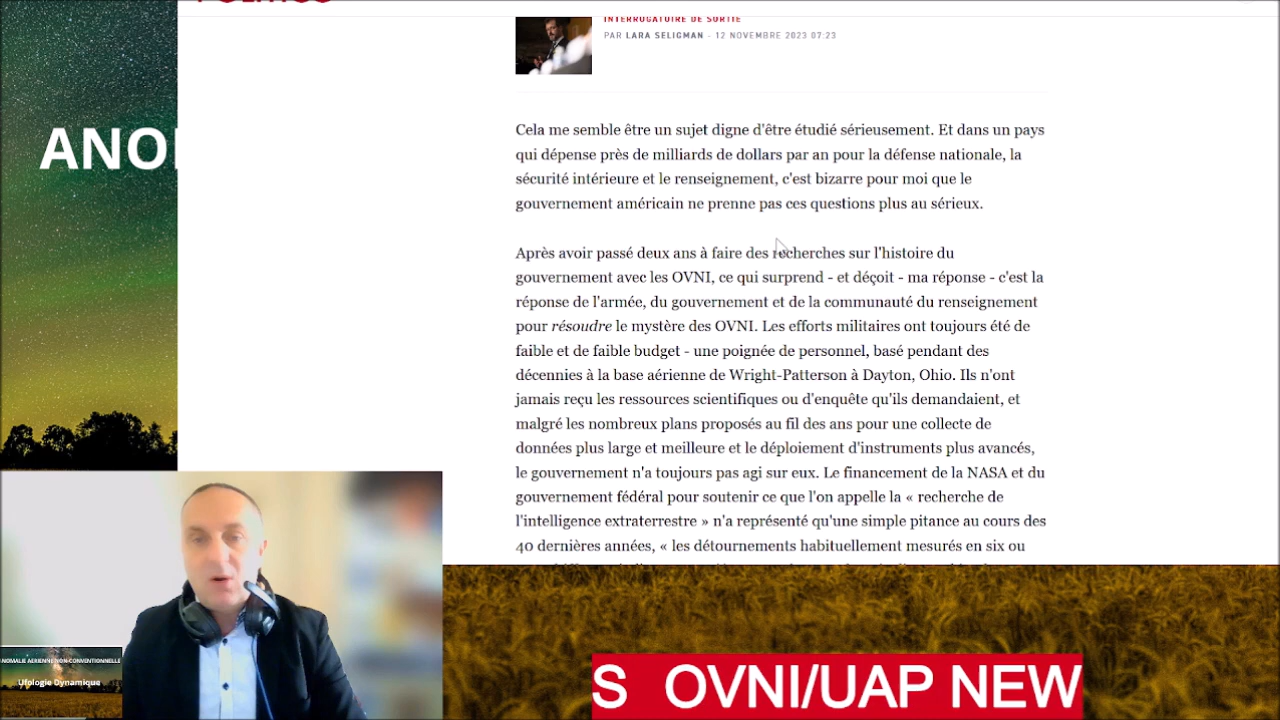 INTERROGATOIRE DE SORTIE
PAR LARA SELIGMAN - 12 NOVEMBRE 2023 07:23
ANO
Cela me semble être un sujet digne d'être étudié sérieusement. Et dans un pays
qui dépense près de milliards de dollars par an pour la défense nationale, la
sécurité intérieure et le renseignement, c'est bizarre pour moi que le
gouvernement américain ne prenne pas ces questions plus au sérieux.
Après avoir passé deux ans à faire des recherches sur l'histoire du
gouvernement avec les OVNI, ce qui surprend - et déçoit - ma réponse - c'est la
réponse de l'armée, du gouvernement et de la communauté du renseignement
pour résoudre le mystère des OVNI. Les efforts militaires ont toujours été de
faible et de faible budget - une poignée de personnel, basé pendant des
décennies à la base aérienne de Wright-Patterson à Dayton, Ohio. Ils n'ont
jamais reçu les ressources scientifiques ou d'enquête qu'ils demandaient, et
malgré les nombreux plans proposés au fil des ans pour une collecte de
données plus large et meilleure et le déploiement d'instruments plus avancés,
le gouvernement n'a toujours pas agi sur eux. Le financement de la NASA et du
gouvernement fédéral pour soutenir ce que l'on appelle la « recherche de
l'intelligence extraterrestre » n'a représenté qu'une simple pitance au cours des
40 dernières années, « les détournements habituellement mesurés en six ou
ANOMALIE AERIENNE NON-CONVENTIONNELLE
Ufologie Dynamique
S OVNI/UAP NEW